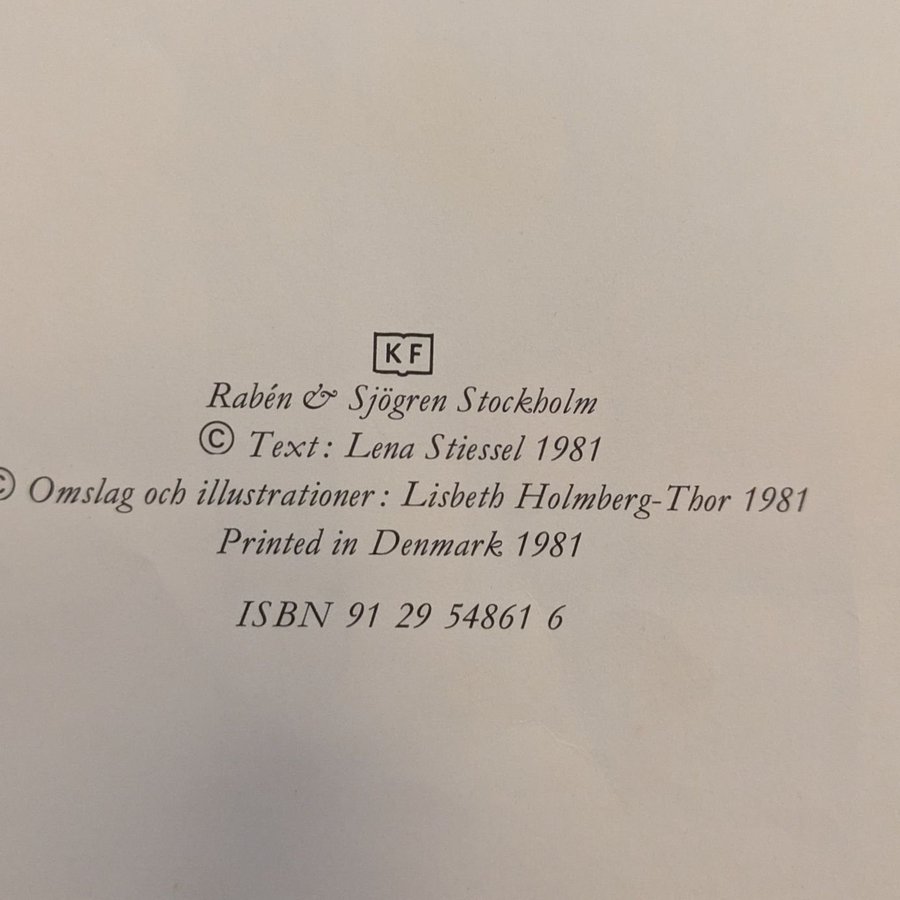 KF
Rabén & Sjögren Stockholm
© Text: Lena Stiessel 1981
© Omslag och illustrationer: Lisbeth Holmberg-Thor 1981
Printed in Denmark 1981
ISBN 91 29 54861 6